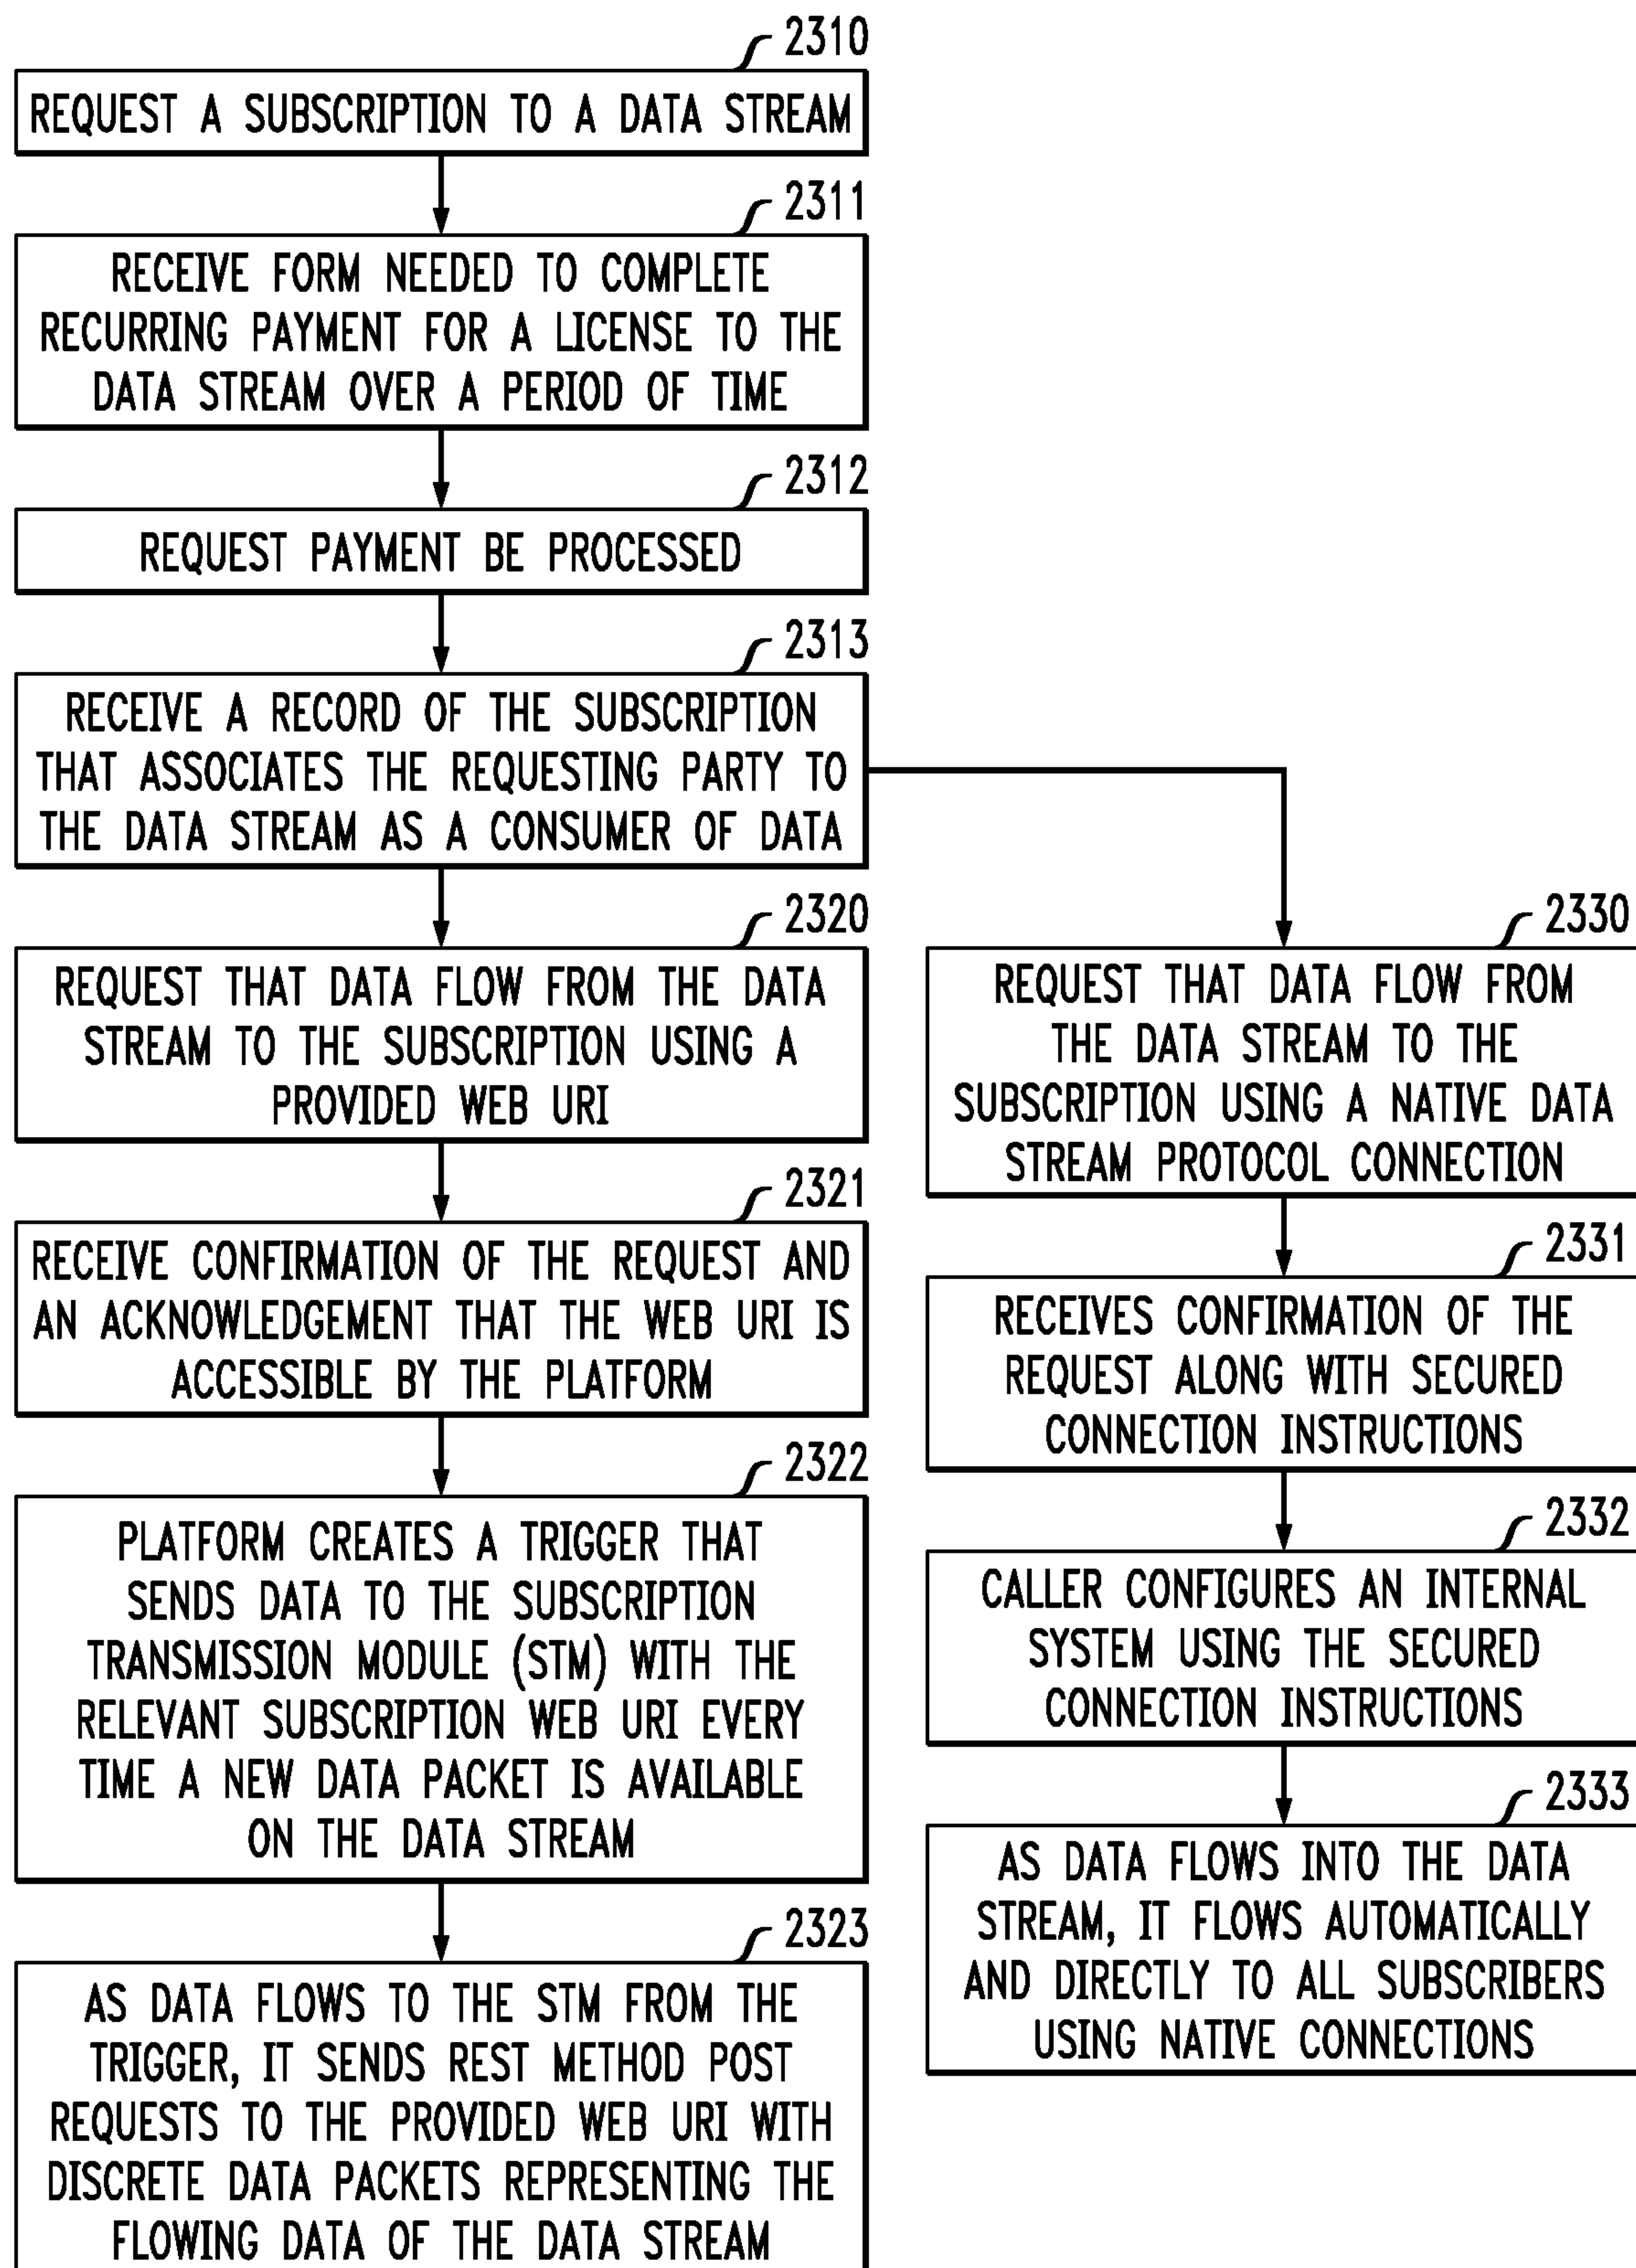 2310
REQUEST A SUBSCRIPTION TO A DATA STREAM
2311
RECEIVE FORM NEEDED TO COMPLETE
RECURRING PAYMENT FOR A LICENSE TO THE
DATA STREAM OVER A PERIOD OF TIME
2312
REQUEST PAYMENT BE PROCESSED
2313
RECEIVE A RECORD OF THE SUBSCRIPTION
THAT ASSOCIATES THE REQUESTING PARTY TO
THE DATA STREAM AS A CONSUMER OF DATA
2320
REQUEST THAT DATA FLOW FROM THE DATA
STREAM TO THE SUBSCRIPTION USING A
PROVIDED WEB URI
2321
RECEIVE CONFIRMATION OF THE REQUEST AND
AN ACKNOWLEDGEMENT THAT THE WEB URI IS
ACCESSIBLE BY THE PLATFORM
2322
PLATFORM CREATES A TRIGGER THAT
SENDS DATA TO THE SUBSCRIPTION
TRANSMISSION MODULE (STM) WITH THE
RELEVANT SUBSCRIPTION WEB URI EVERY
TIME A NEW DATA PACKET IS AVAILABLE
ON THE DATA STREAM
2323
AS DATA FLOWS TO THE STM FROM THE
TRIGGER, IT SENDS REST METHOD POST
REQUESTS TO THE PROVIDED WEB URI WITH
DISCRETE DATA PACKETS REPRESENTING THE
FLOWING DATA OF THE DATA STREAM
2330
REQUEST THAT DATA FLOW FROM
THE DATA STREAM TO THE
SUBSCRIPTION USING A NATIVE DATA
STREAM PROTOCOL CONNECTION
2331
RECEIVES CONFIRMATION OF THE
REQUEST ALONG WITH SECURED
CONNECTION INSTRUCTIONS
2332
CALLER CONFIGURES AN INTERNAL
SYSTEM USING THE SECURED
CONNECTION INSTRUCTIONS
2333
AS DATA FLOWS INTO THE DATA
STREAM, IT FLOWS AUTOMATICALLY
AND DIRECTLY TO ALL SUBSCRIBERS
USING NATIVE CONNECTIONS